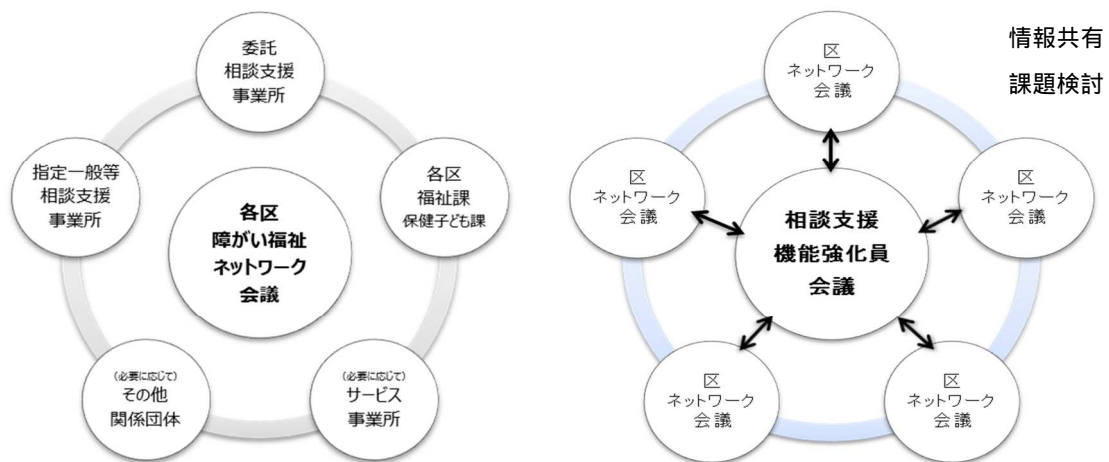 委託
相談支援
事業所
指定一般等
相談支援
事業所
各区
福祉課
保健子ども課
各区
障がい福祉
ネットワーク
会議
(必要に応じて)
その他
関係団体
(必要に応じて)
サービス
事業所
情報共有
課題検討
区
ネットワーク
会議
区
ネットワーク
会議
区
ネットワーク
会議
相談支援
機能強化員
会議
区
ネットワーク
会議
区
ネットワーク
会議